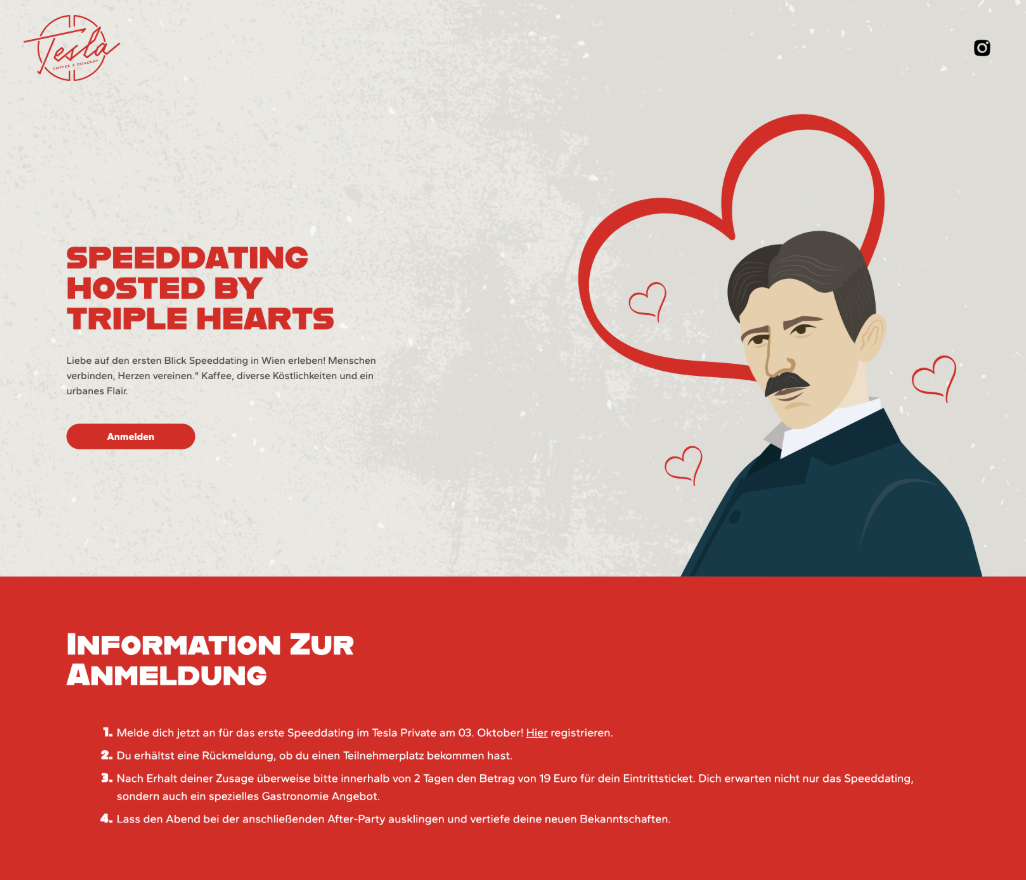 Tesla
SPEEDDATING
HOSTED BY
TRIPLE HEARTS
Liebe auf den ersten Blick Speeddating in Wien erleben! Menschen
verbinden, Herzen vereinen." Kaffee, diverse Köstlichkeiten und ein
urbanes Flair.
Anmelden
Information Zur
Anmeldung
1. Melde dich jetzt an für das erste Speeddating im Tesla Private am 03. Oktober! Hier registrieren.
2. Du erhältst eine Rückmeldung, ob du einen Teilnehmerplatz bekommen hast.
3. Nach Erhalt deiner Zusage überweise bitte innerhalb von 2 Tagen den Betrag von 19 Euro für dein Eintrittsticket. Dich erwarten nicht nur das Speeddating,
sondern auch ein spezielles Gastronomie Angebot.
4. Lass den Abend bei der anschließenden After-Party ausklingen und vertiefe deine neuen Bekanntschaften.